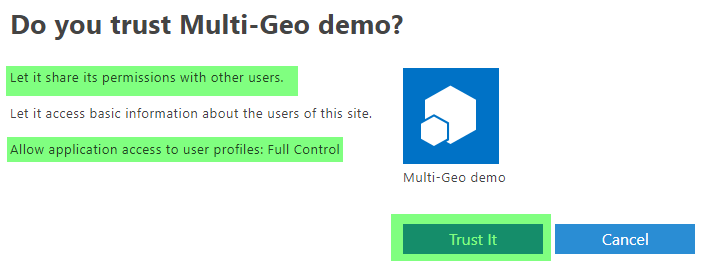 Do you trust Multi-Geo demo?
Let it share its permissions with other users.
Let it access basic information about the users of this site.
Allow application access to user profiles: Full Control
Multi-Geo demo
Trust It
Cancel